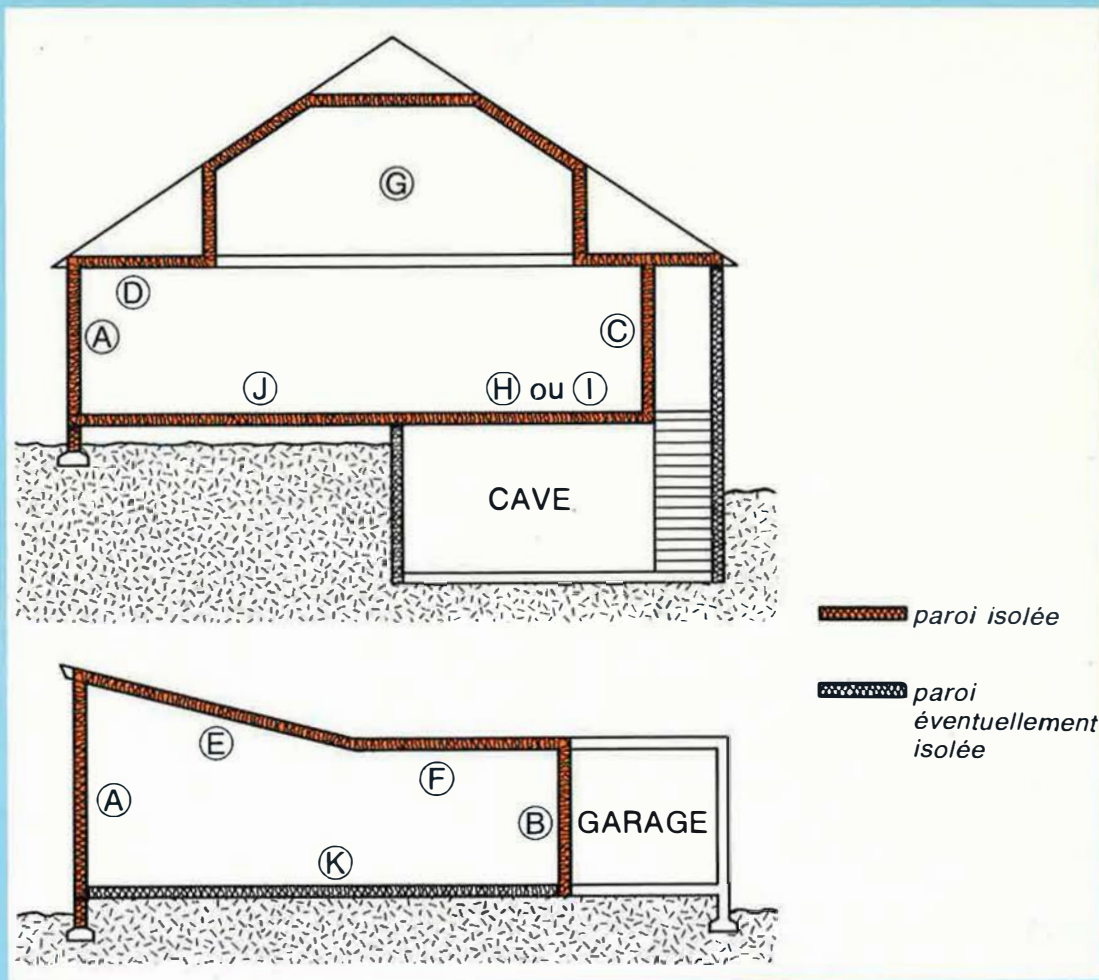 G
D
A
C
J
H ou I
CAVE
paroi isolée
paroi
éventuellement
isolée
E
F
A
B
GARAGE
K